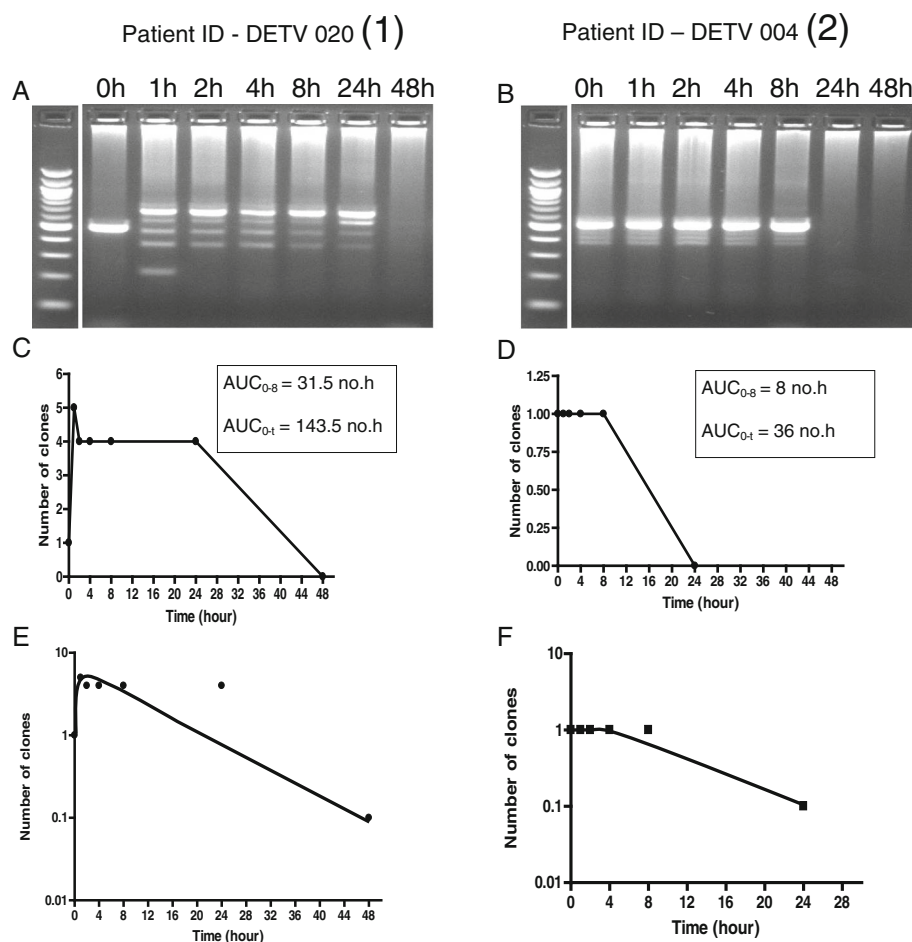 Patient ID - DETV 020 (1)
Patient ID – DETV 004 (2)
A
0h 1h 2h 4h 8h 24h 48h
B
0h 1h 2h 4h 8h 24h 48h
C
Number of clones
6
5
4
3
2
1
0
AUC0-8 = 31.5 no.h
AUC0-t = 143.5 no.h
0 4 8 12 16 20 24 28 32 36 40 44 48
Time (hour)
D
Number of clones
1.25
1.00
0.75
0.50
0.25
0.00
AUC0-8 = 8 no.h
AUC0-t = 36 no.h
0 4 8 12 16 20 24 28 32 36 40 44 48
Time (hour)
E
Number of clones
10
1
0.1
0.01
0 4 8 12 16 20 24 28 32 36 40 44 48
Time (hour)
F
Number of clones
10
1
0.1
0.01
0 4 8 12 16 20 24 28
Time (hour)